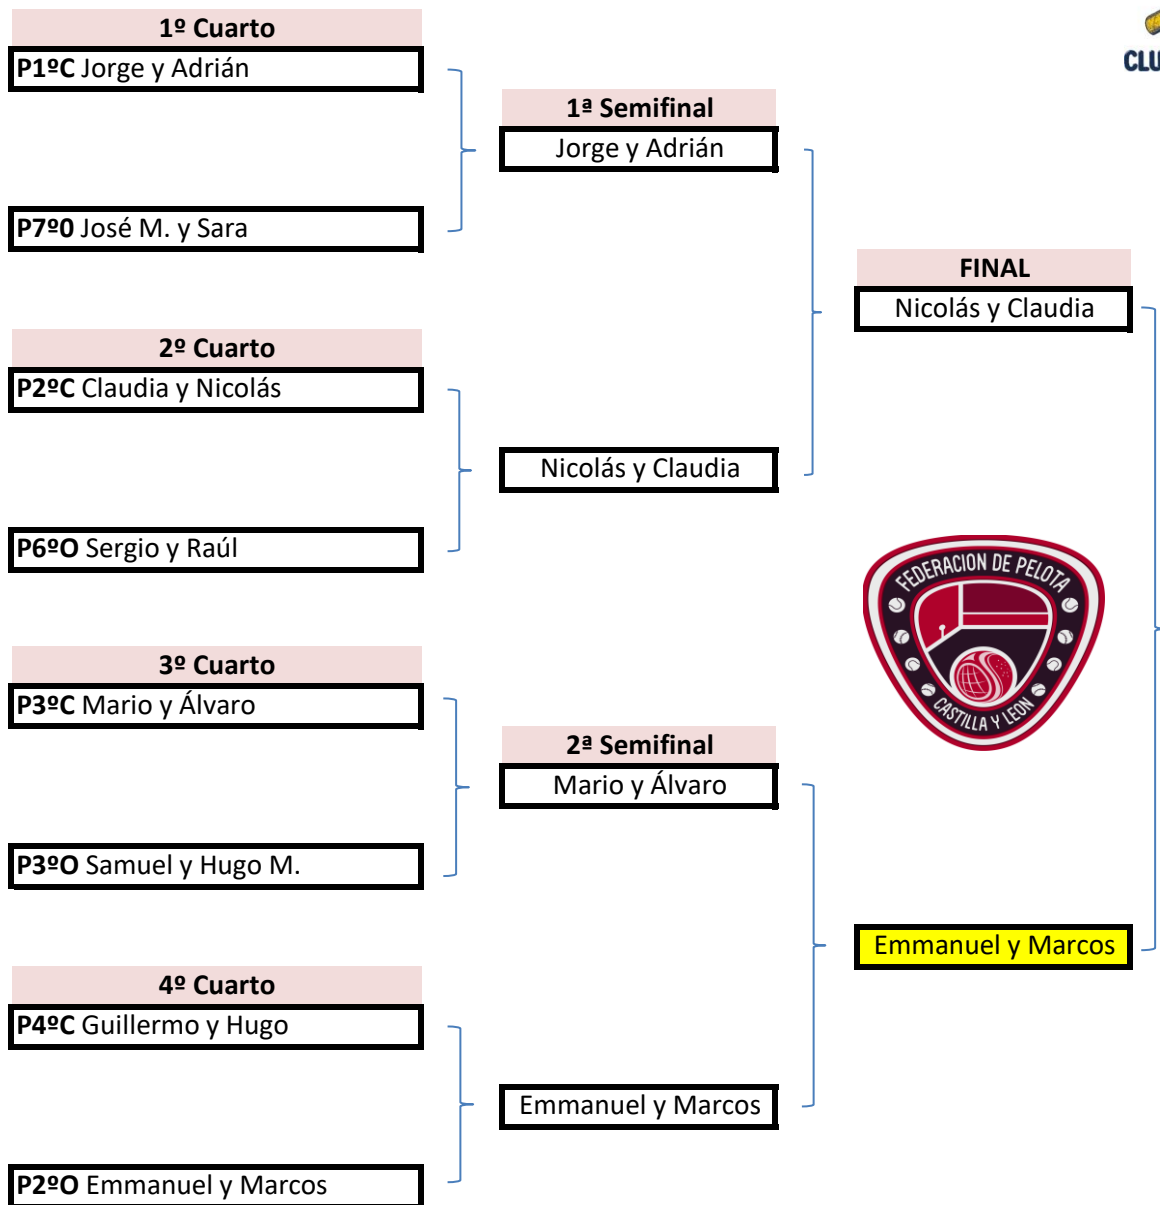 1º Cuarto
P1ºC Jorge y Adrián
P7º0 José M. y Sara
2º Cuarto
P2ºC Claudia y Nicolás
P6ºO Sergio y Raúl
3º Cuarto
P3ºC Mario y Álvaro
P3ºO Samuel y Hugo M.
4º Cuarto
P4ºC Guillermo y Hugo
P2ºO Emmanuel y Marcos
1ª Semifinal
Jorge y Adrián
Nicolás y Claudia
2ª Semifinal
Mario y Álvaro
Emmanuel y Marcos
FINAL
Nicolás y Claudia
FEDERACION DE PELOTA
CASTILLA Y LEON
Emmanuel y Marcos